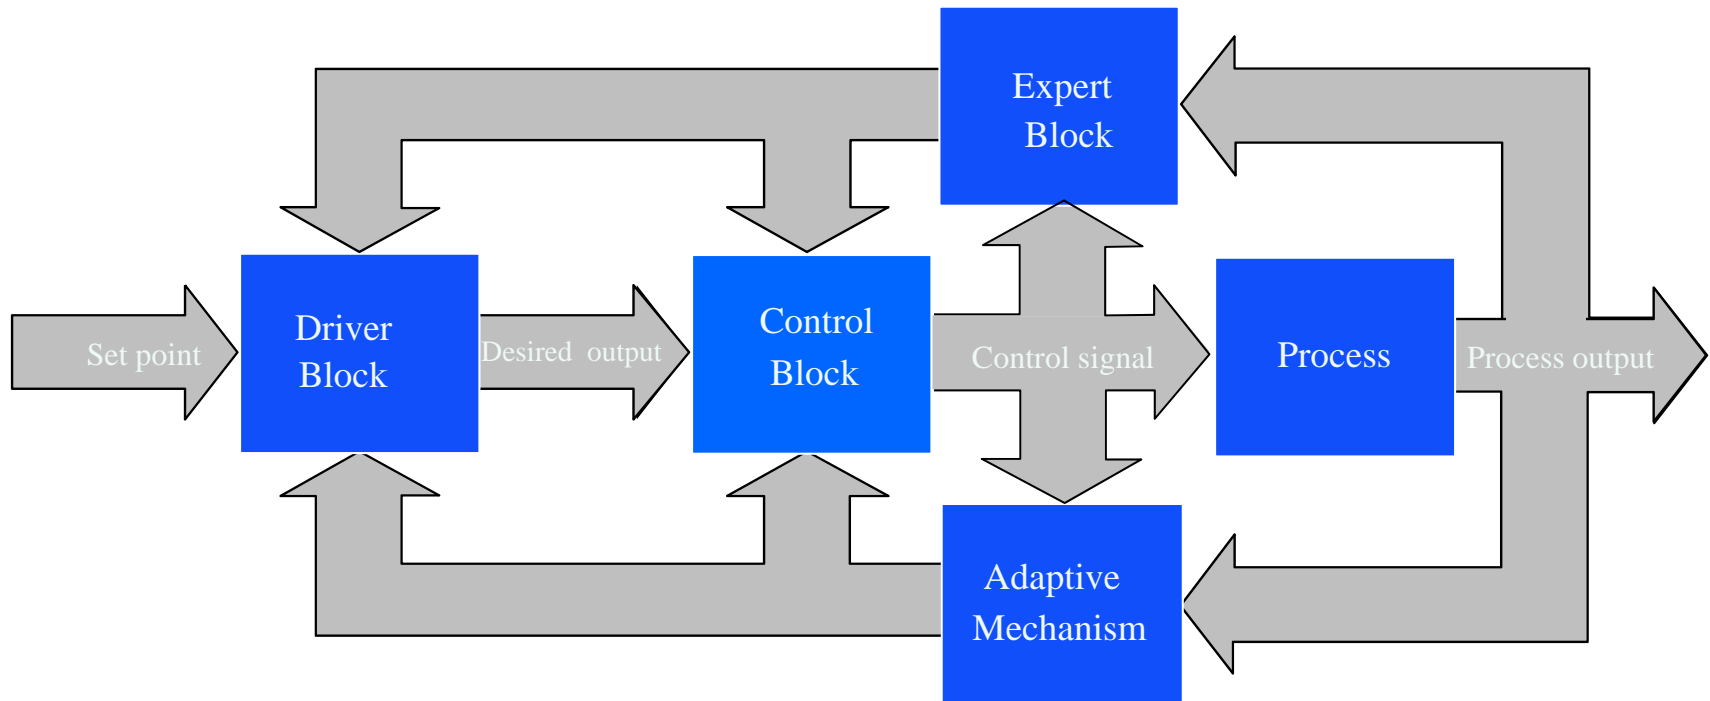 Expert
Block
Set point
Driver
Block
Desired output
Control
Block
Control signal
Process
Process output
Adaptive
Mechanism